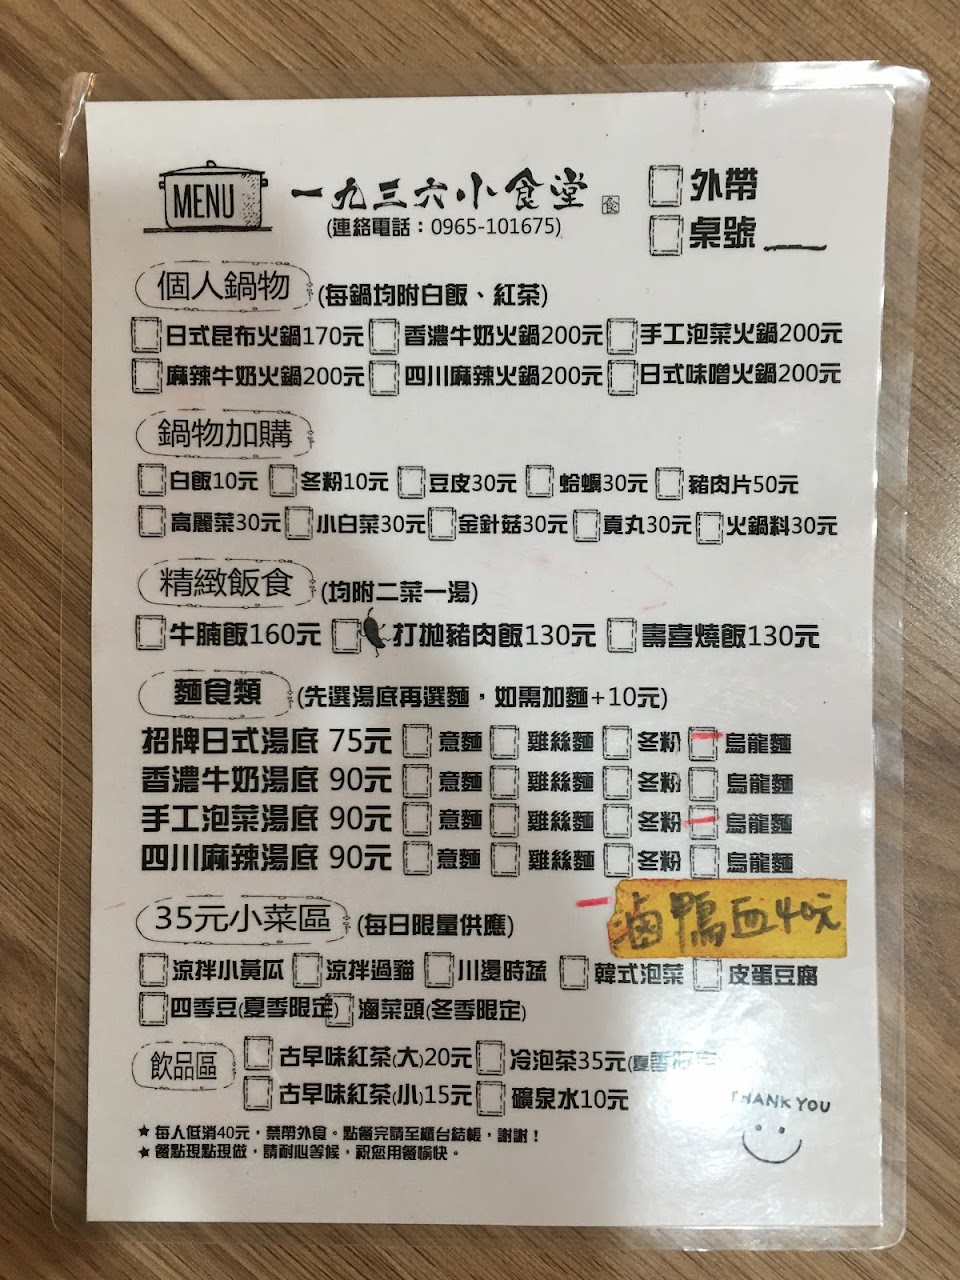 MENU 一九三六小食堂 食 外帶
(連絡電話：0965-101675) 桌號
個人鍋物 (每鍋均附白飯、紅茶)
日式昆布火鍋170元 香濃牛奶火鍋200元 手工泡菜火鍋200元
麻辣牛奶火鍋200元 四川麻辣火鍋200元 日式味噌火鍋200元
鍋物加購
白飯10元 冬粉10元 豆皮30元 蛤蠣30元 豬肉片50元
高麗菜30元 小白菜30元 金針菇30元 貢丸30元 火鍋料30元
精緻飯食 (均附二菜一湯)
牛腩飯160元 打拋豬肉飯130元 壽喜燒飯130元
麵食類 (先選湯底再選麵，如需加麵+10元)
招牌日式湯底 75元 意麵 雞絲麵 冬粉 烏龍麵
香濃牛奶湯底 90元 意麵 雞絲麵 冬粉 烏龍麵
手工泡菜湯底 90元 意麵 雞絲麵 冬粉 烏龍麵
四川麻辣湯底 90元 意麵 雞絲麵 冬粉 烏龍麵
35元小菜區 (每日限量供應) 滷鴨血40元
涼拌小黃瓜 涼拌過貓 川燙時蔬 韓式泡菜 皮蛋豆腐
四季豆(夏季限定) 滷菜頭(冬季限定)
飲品區 古早味紅茶(大)20元 冷泡茶35元(夏季
古早味紅茶(小)15元 礦泉水10元
THANK YOU
★ 每人低消40元，禁帶外食。點餐完請至櫃台結帳，謝謝！
★ 餐點現點現做，請耐心等候，祝您用餐愉快。